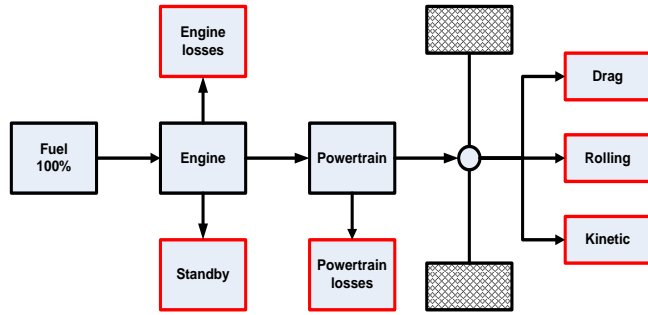 Engine
losses
Drag
Fuel
100%
Engine
Powertrain
Rolling
Standby
Powertrain
losses
Kinetic